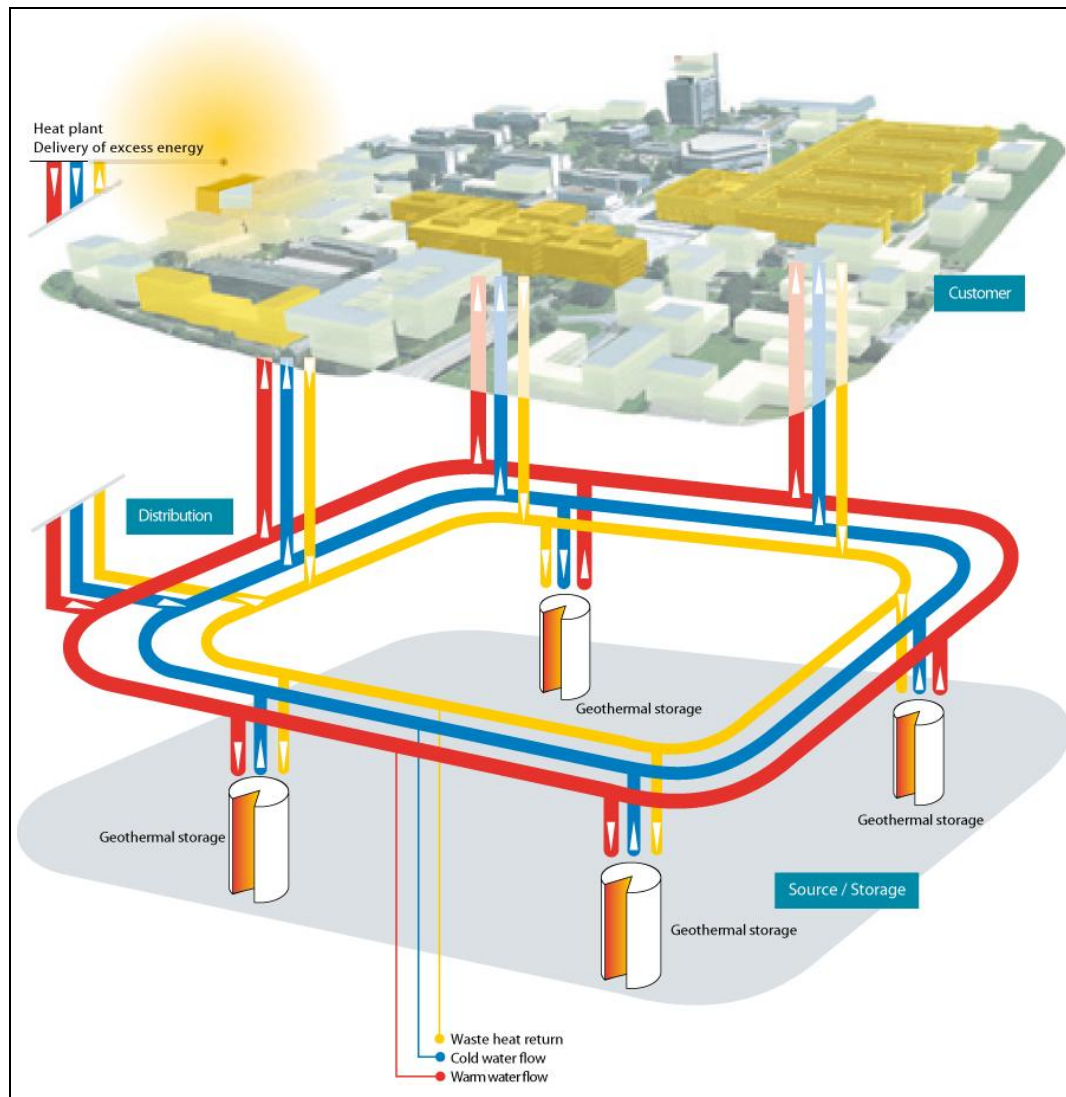 Heat plant
Delivery of excess energy
Customer
Distribution
Geothermal storage
Geothermal storage
Geothermal storage
Source / Storage
Geothermal storage
Waste heat return
Cold water flow
Warm water flow